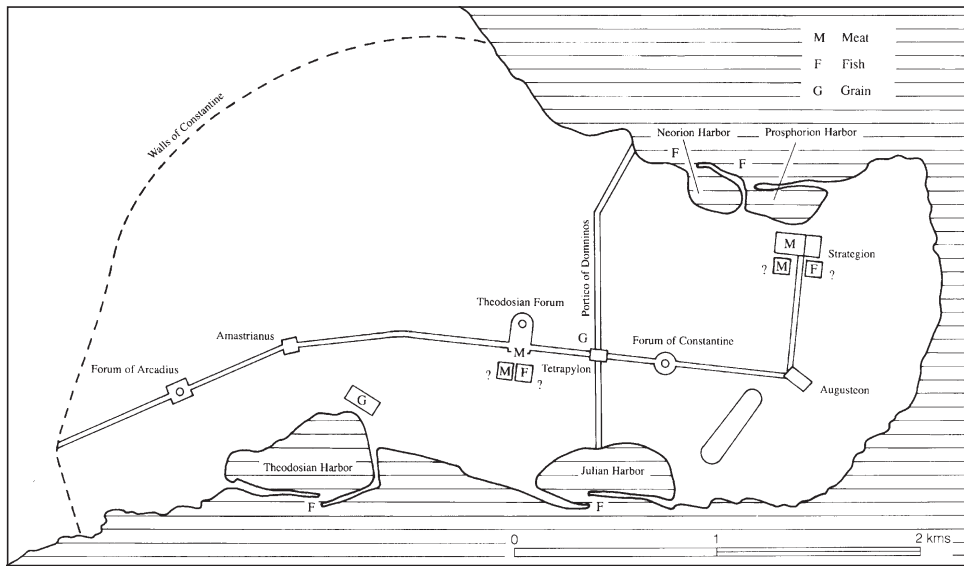 M Meat
F Fish
G Grain
Walls of Constantine
Neorion Harbor
Prosphorion Harbor
F
F
Portico of Domninos
M
Strategion
? M F ?
Theodosian Forum
Amastrianus
G
Forum of Constantine
M
Tetrapylon
Forum of Arcadius
? M F ?
Augusteon
G
Theodosian Harbor
Julian Harbor
F
F
0 1 2 kms